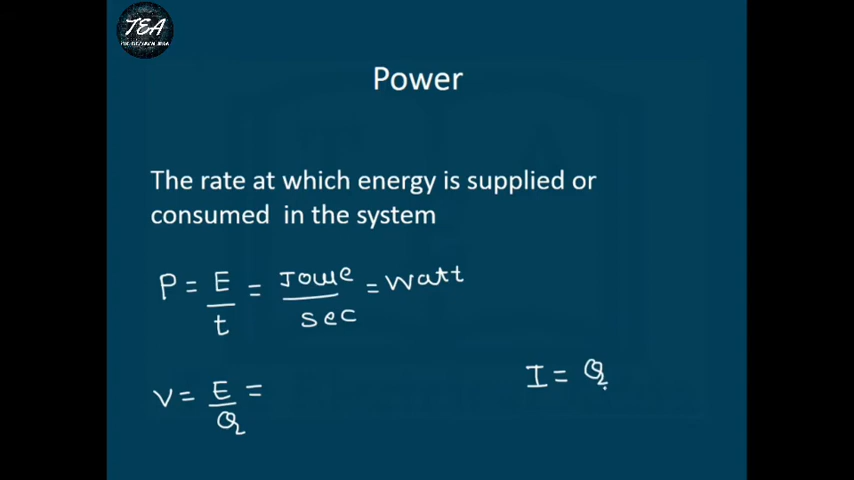 TEA
Power
The rate at which energy is supplied or
consumed in the system
P = E/t = Joule/sec = Watt
V = E/Q =
I = Q